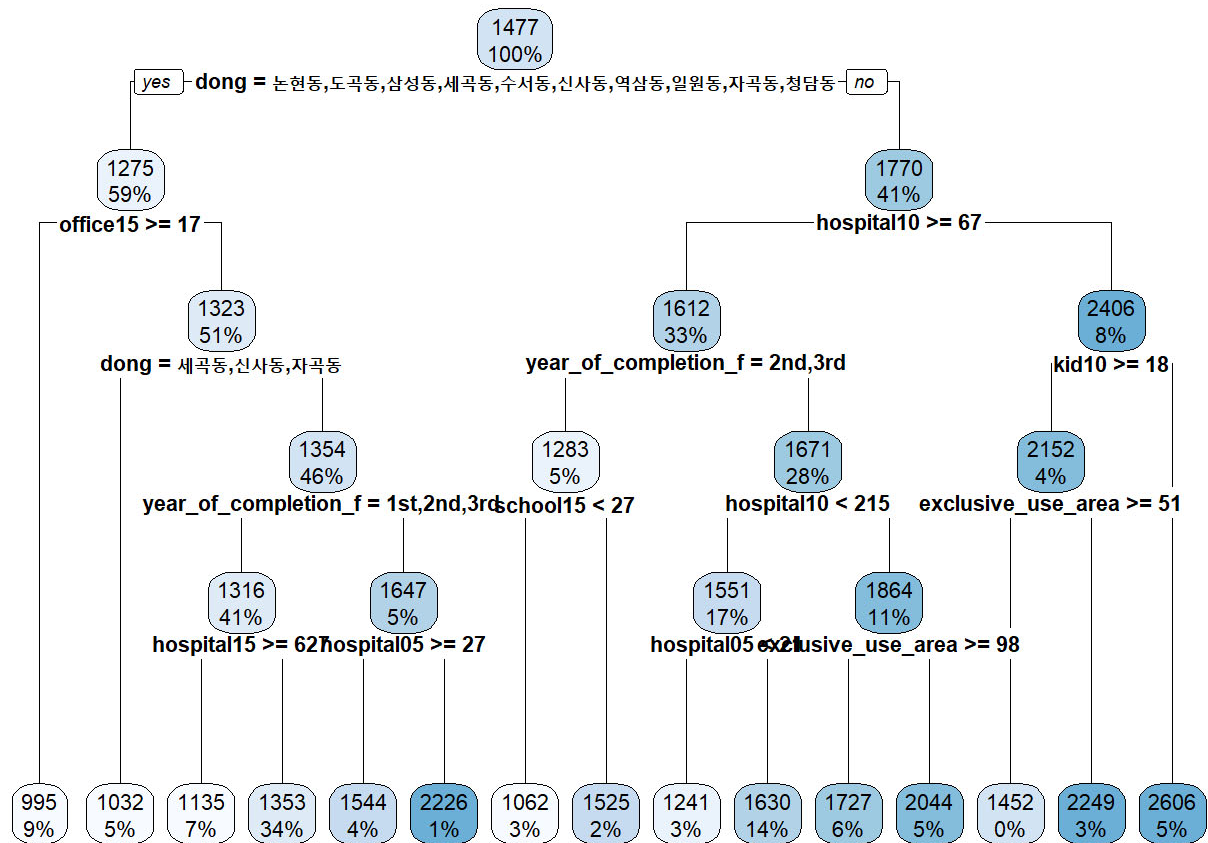 1477
100%
yes dong = 논현동,도곡동,삼성동,세곡동,수서동,신사동,역삼동,일원동,자곡동,청담동 no
1275 1770
59% 41%
office15 >= 17 hospital10 >= 67
1323 1612 2406
51% 33% 8%
dong = 세곡동,신사동,자곡동 year_of_completion_f = 2nd,3rd kid10 >= 18
1354 1283 1671 2152
46% 5% 28% 4%
year_of_completion_f = 1st,2nd,3rd school15 < 27 hospital10 < 215 exclusive_use_area >= 51
1316 1647 1551 1864
41% 5% 17% 11%
hospital15 >= 627 hospital05 >= 27 hospital05 < 21 exclusive_use_area >= 98
995 1032 1135 1353 1544 2226 1062 1525 1241 1630 1727 2044 1452 2249 2606
9% 5% 7% 34% 4% 1% 3% 2% 3% 14% 6% 5% 0% 3% 5%